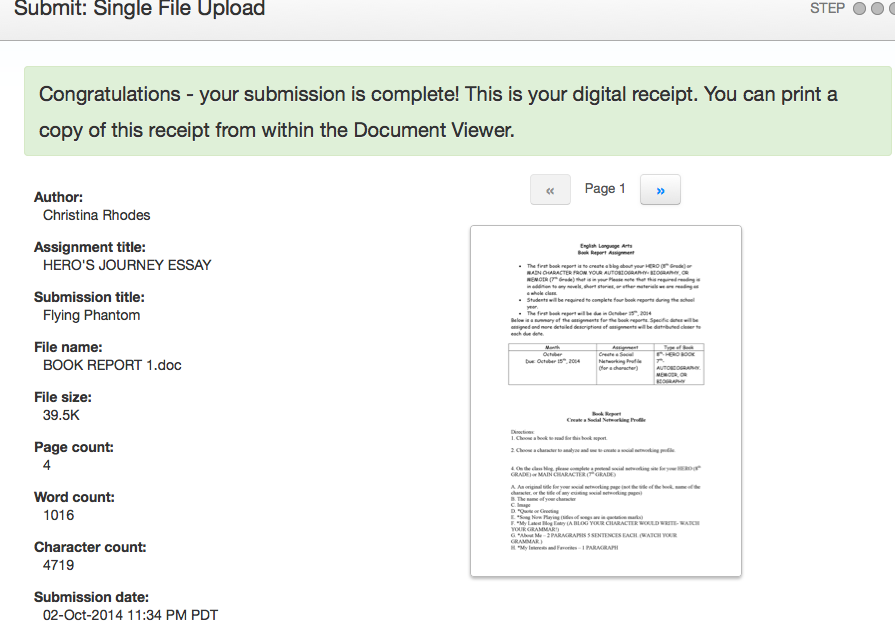 Submit: Single File Upload
STEP
Congratulations - your submission is complete! This is your digital receipt. You can print a
copy of this receipt from within the Document Viewer.
Author:
Christina Rhodes
Assignment title:
HERO'S JOURNEY ESSAY
Submission title:
Flying Phantom
File name:
BOOK REPORT 1.doc
File size:
39.5K
Page count:
4
Word count:
1016
Character count:
4719
Submission date:
02-Oct-2014 11:34 PM PDT
« Page 1 »
English Language Arts
Book Report Assignment
• The first book report is to create a blog about your HERO (8th Grade) or
MAIN CHARACTER FROM YOUR AUTOBIOGRAPHY- BIOGRAPHY, OR
MEMOIR (7th Grade) that is in your Please note that this required reading is
in addition to any novels, short stories, or other materials we are reading as
a whole class.
• Students will be required to complete four book reports during the school
year.
• The first book report will be due on October 15th, 2014
Below is a summary of the assignments for the book reports. Specific dates will be
assigned and more detailed descriptions of assignments will be distributed closer to
each due date.
Month Assignment Type of Book
October
Due: October 15th, 2014
Create a Social
Networking Profile
(for a character)
8th- HERO BOOK
7th-
AUTOBIOGRAPHY,
MEMOIR, OR
BIOGRAPHY
Book Report
Create a Social Networking Profile
Directions:
1. Choose a book to read for this book report.
2. Choose a character to analyze and use to create a social networking profile.
4. On the class blog, please complete a pretend social networking site for your HERO (8th
GRADE) or MAIN CHARACTER (7th GRADE)
A. An original title for your social networking page (not the title of the book, name of the
character, or the title of any existing social networking pages)
B. The name of your character
C. Image
D. *Quote or Greeting
E. *Song Now Playing (titles of songs are in quotation marks)
F. *My Latest Blog Entry (A BLOG YOUR CHARACTER WOULD WRITE- WATCH
YOUR GRAMMAR!)
G. *About Me – 2 PARAGRAPHS 5 SENTENCES EACH. (WATCH YOUR
GRAMMAR.)
H. *My Interests and Favorites – 1 PARAGRAPH